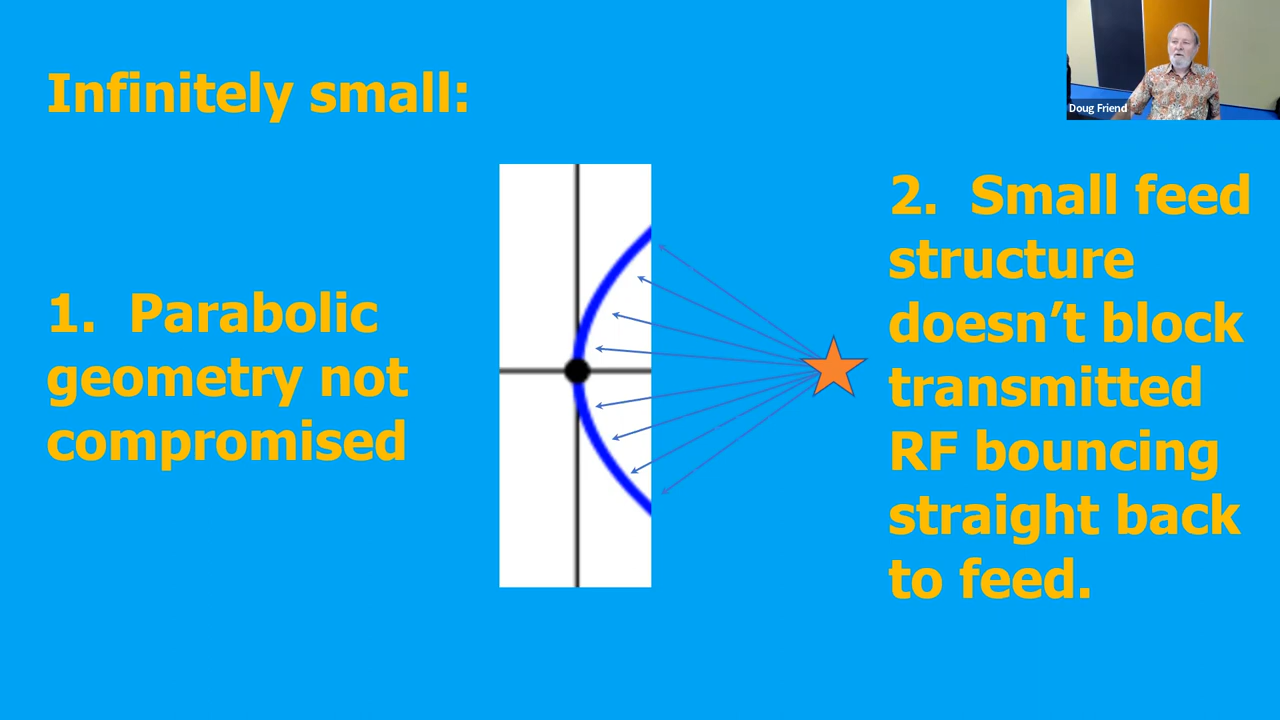 Infinitely small:
1. Parabolic
geometry not
compromised
2. Small feed
structure
doesn’t block
transmitted
RF bouncing
straight back
to feed.
Doug Friend